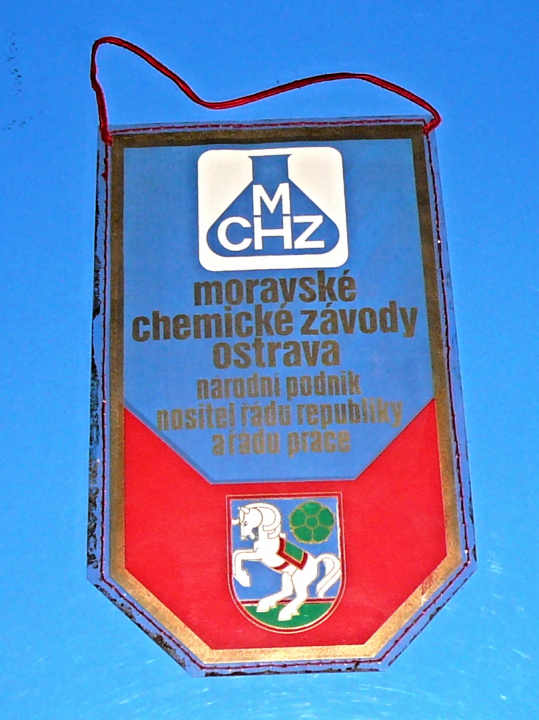 M
CHZ
moravské
chemické závody
ostrava
národní podnik
nositel řádu republiky
a řádu práce